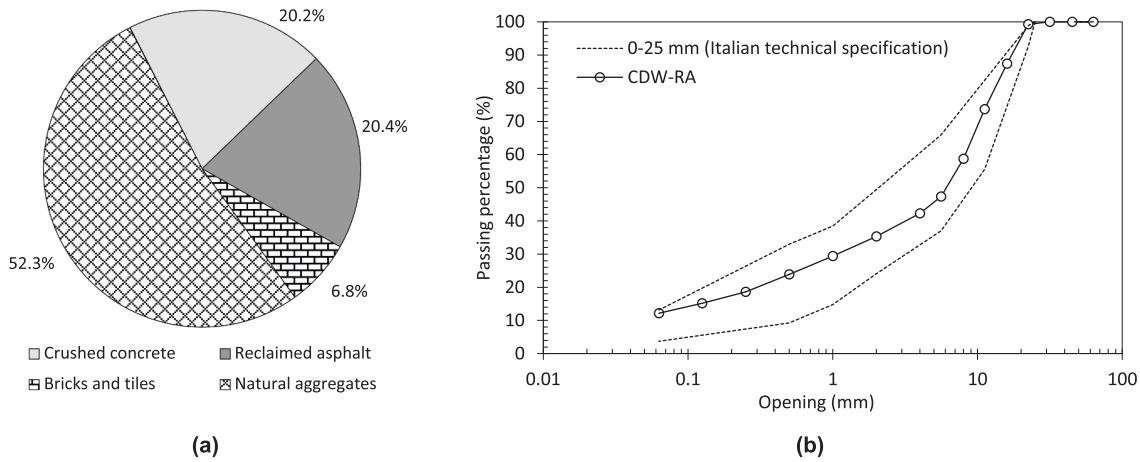 20.2%
20.4%
52.3%
6.8%
Crushed concrete
Reclaimed asphalt
Bricks and tiles
Natural aggregates
(a)
Passing percentage (%)
100
90
80
70
60
50
40
30
20
10
0
0-25 mm (Italian technical specification)
CDW-RA
0.01 0.1 1 10 100
Opening (mm)
(b)